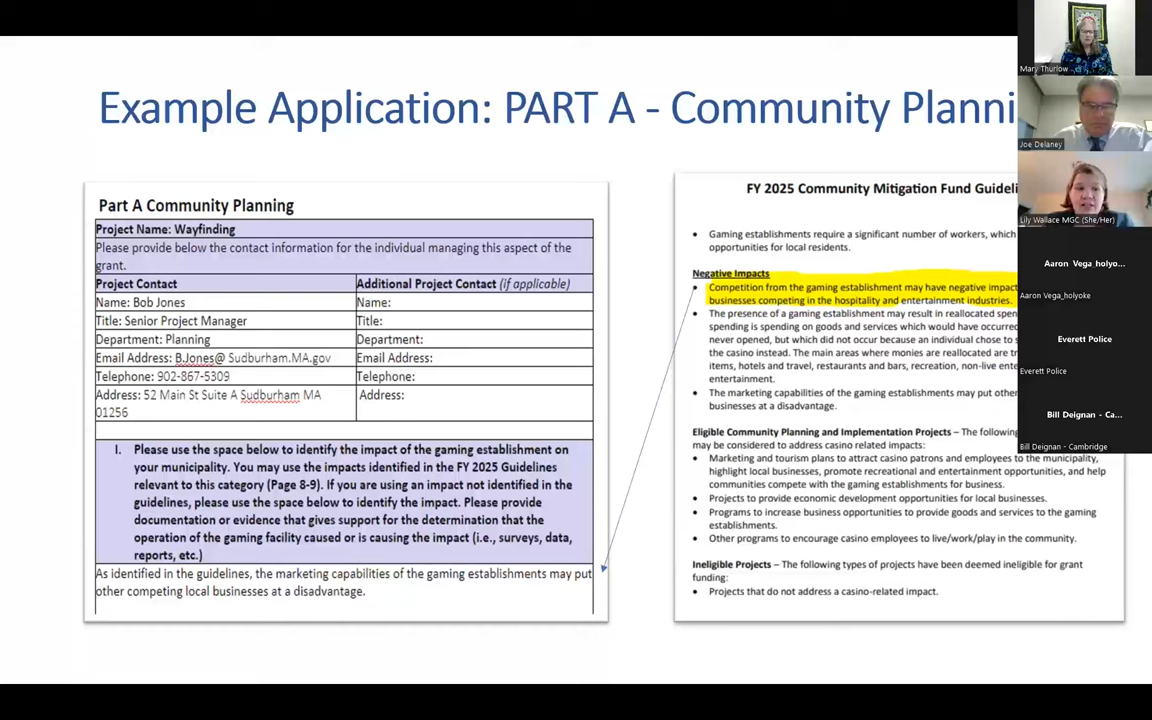 Example Application: PART A - Community Planni
Part A Community Planning
Project Name: Wayfinding
Please provide below the contact information for the individual managing this aspect of the
grant.
Project Contact
Additional Project Contact (if applicable)
Name: Bob Jones
Name:
Title: Senior Project Manager
Title:
Department: Planning
Department:
Email Address: B.Jones@ Sudburham.MA.gov
Email Address:
Telephone: 902-867-5309
Telephone:
Address: 52 Main St Suite A Sudburham MA
01256
Address:
I. Please use the space below to identify the impact of the gaming establishment on
your municipality. You may use the impacts identified in the FY 2025 Guidelines
relevant to this category (Page 8-9). If you are using an impact not identified in the
guidelines, please use the space below to identify the impact. Please provide
documentation or evidence that gives support for the determination that the
operation of the gaming facility caused or is causing the impact (i.e., surveys, data,
reports, etc.)
As identified in the guidelines, the marketing capabilities of the gaming establishments may put
other competing local businesses at a disadvantage.
FY 2025 Community Mitigation Fund Guideli
• Gaming establishments require a significant number of workers, which
opportunities for local residents.
Negative Impacts
• Competition from the gaming establishment may have negative impact
businesses competing in the hospitality and entertainment industries.
• The presence of a gaming establishment may result in reallocated spen
spending is spending on goods and services which would have occurred
never opened, but which did not occur because an individual chose to s
the casino instead. The main areas where monies are reallocated are tr
items, hotels and travel, restaurants and bars, recreation, non-live ente
entertainment.
• The marketing capabilities of the gaming establishments may put other
businesses at a disadvantage.
Eligible Community Planning and Implementation Projects – The following
may be considered to address casino related impacts:
• Marketing and tourism plans to attract casino patrons and employees to the municipality,
highlight local businesses, promote recreational and entertainment opportunities, and help
communities compete with the gaming establishments for business.
• Projects to provide economic development opportunities for local businesses.
• Programs to increase business opportunities to provide goods and services to the gaming
establishments.
• Other programs to encourage casino employees to live/work/play in the community.
Ineligible Projects – The following types of projects have been deemed ineligible for grant
funding:
• Projects that do not address a casino-related impact.
Mary Thurlow
Joe Delaney
Lily Wallace MGC (She/Her)
Aaron Vega_holyo...
Aaron Vega_holyoke
Everett Police
Everett Police
Bill Deignan - Ca...
Bill Deignan - Cambridge